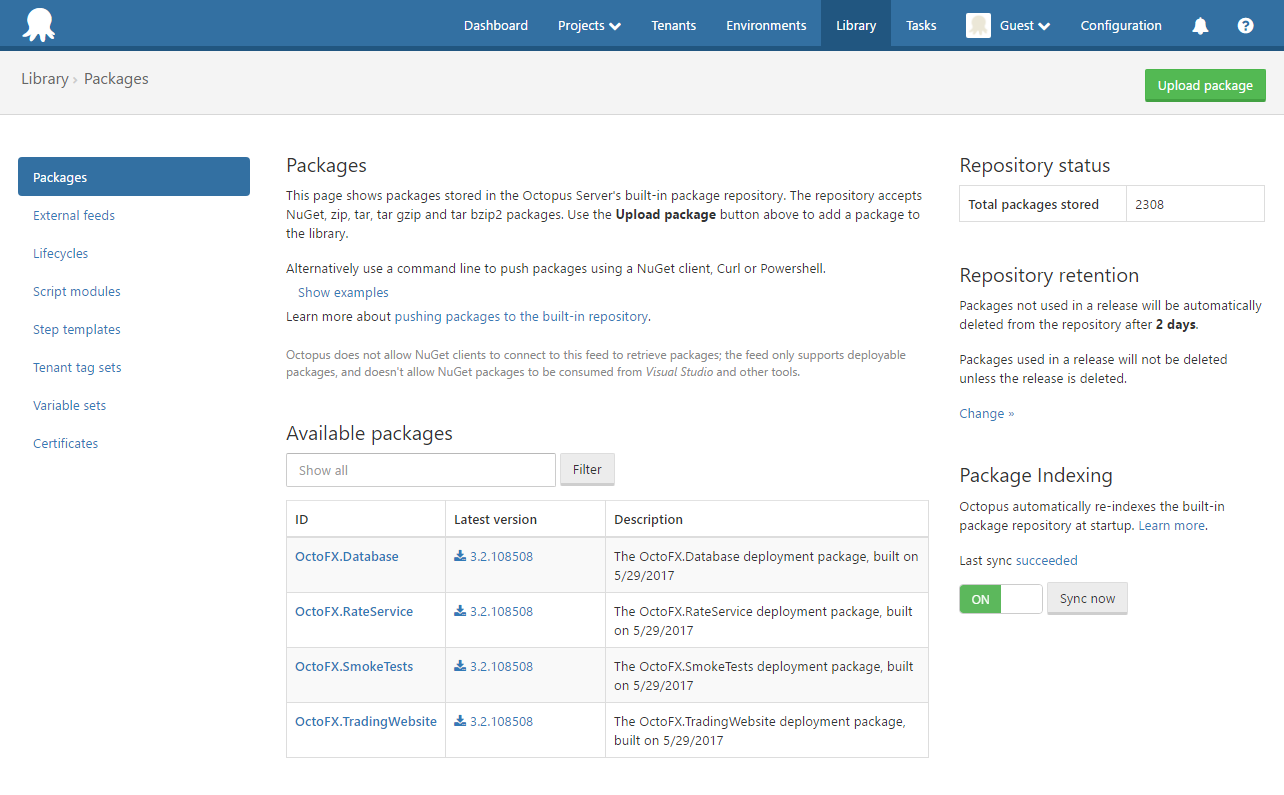 Dashboard Projects Tenants Environments Library Tasks Guest Configuration
Library › Packages
Upload package
Packages
External feeds
Lifecycles
Script modules
Step templates
Tenant tag sets
Variable sets
Certificates
Packages
This page shows packages stored in the Octopus Server's built-in package repository. The repository accepts
NuGet, zip, tar, tar gzip and tar bzip2 packages. Use the Upload package button above to add a package to
the library.
Alternatively use a command line to push packages using a NuGet client, Curl or Powershell.
Show examples
Learn more about pushing packages to the built-in repository.
Octopus does not allow NuGet clients to connect to this feed to retrieve packages; the feed only supports deployable
packages, and doesn't allow NuGet packages to be consumed from Visual Studio and other tools.
Available packages
Show all Filter
ID Latest version Description
OctoFX.Database 3.2.108508 The OctoFX.Database deployment package, built on
5/29/2017
OctoFX.RateService 3.2.108508 The OctoFX.RateService deployment package, built
on 5/29/2017
OctoFX.SmokeTests 3.2.108508 The OctoFX.SmokeTests deployment package, built
on 5/29/2017
OctoFX.TradingWebsite 3.2.108508 The OctoFX.TradingWebsite deployment package,
built on 5/29/2017
Repository status
Total packages stored 2308
Repository retention
Packages not used in a release will be automatically
deleted from the repository after 2 days.
Packages used in a release will not be deleted
unless the release is deleted.
Change »
Package Indexing
Octopus automatically re-indexes the built-in
package repository at startup. Learn more.
Last sync succeeded
ON Sync now